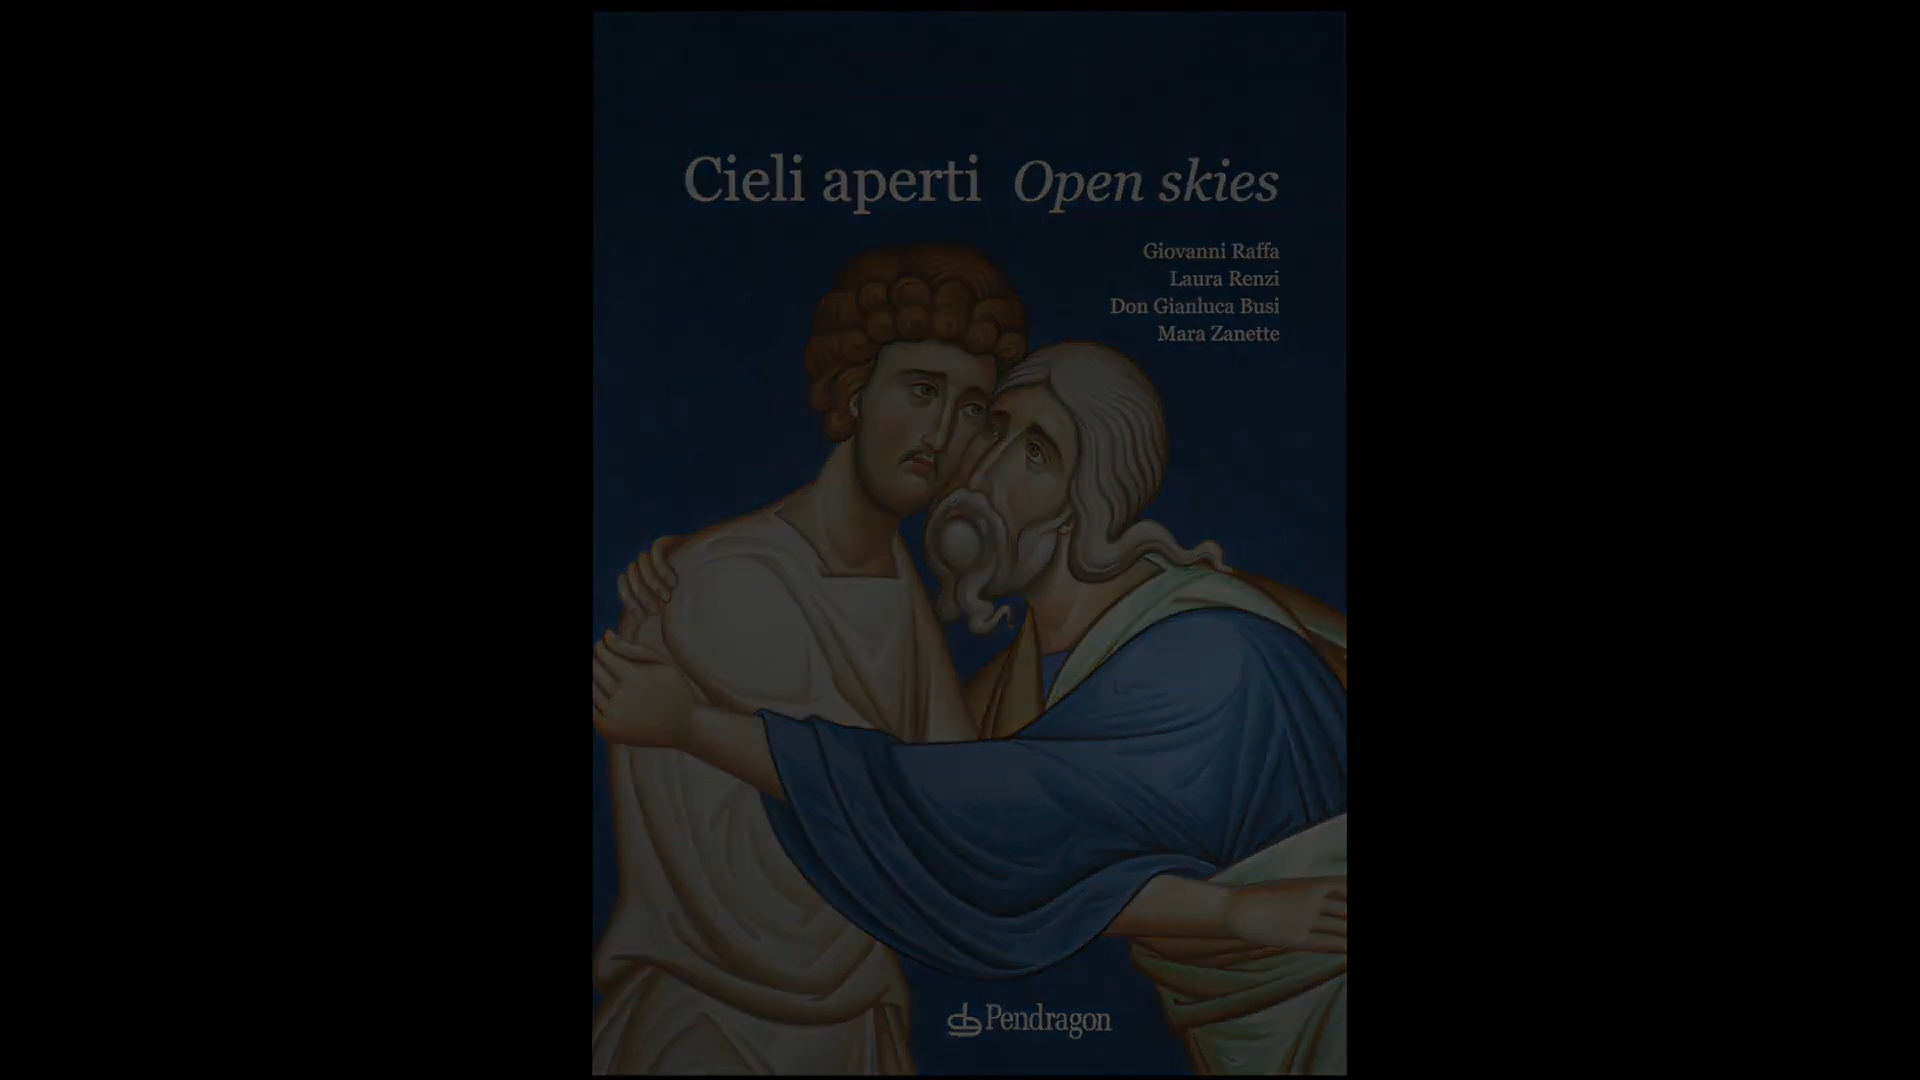 Cieli aperti Open skies
Giovanni Raffa
Laura Renzi
Don Gianluca Busi
Mara Zanette
Pendragon